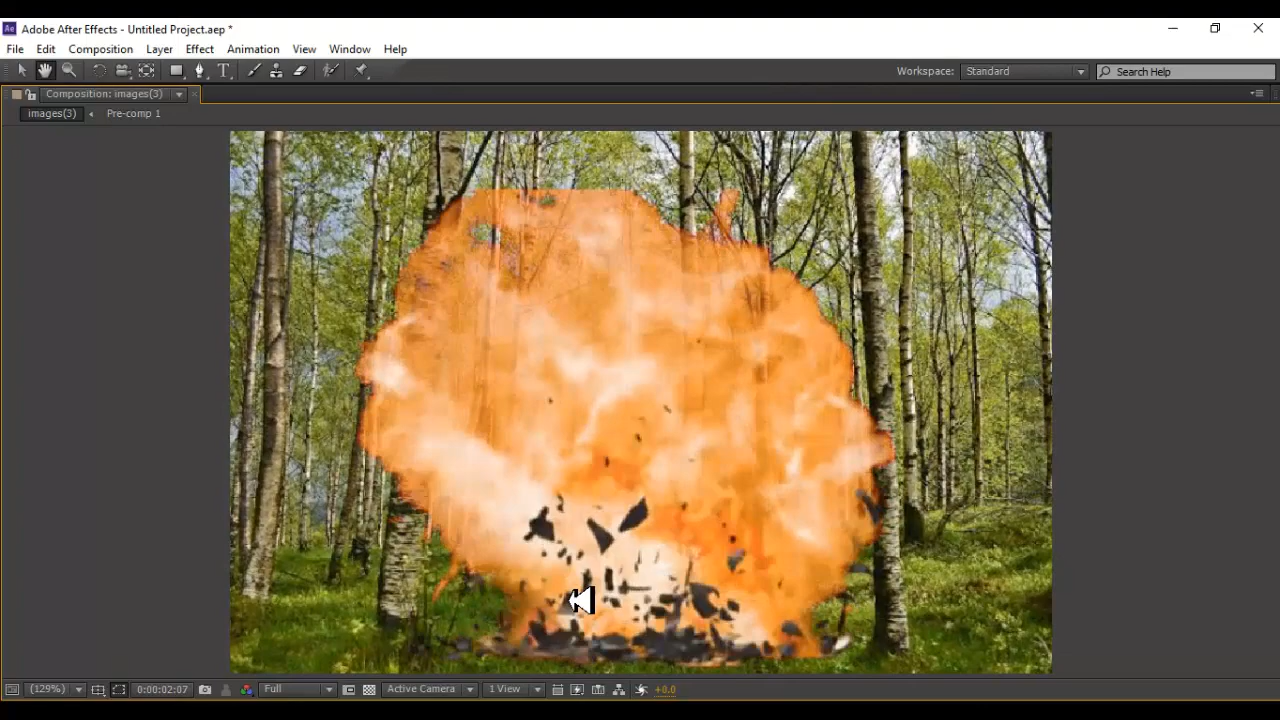 Ae Adobe After Effects - Untitled Project.aep *
File Edit Composition Layer Effect Animation View Window Help
T Workspace: Standard Search Help
Composition: images(3)
images(3) Pre-comp 1
(129%) 0:00:02:07 Full Active Camera 1 View +0.0